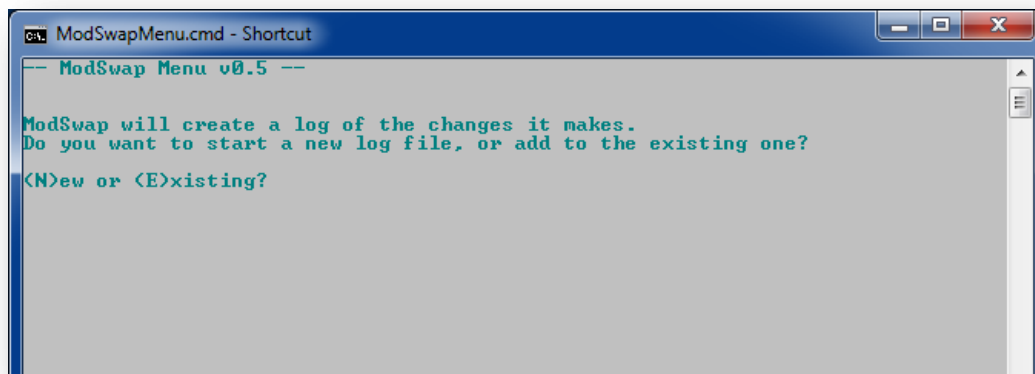 ModSwapMenu.cmd - Shortcut
-- ModSwap Menu v0.5 --
ModSwap will create a log of the changes it makes.
Do you want to start a new log file, or add to the existing one?
(N)ew or (E)xisting?